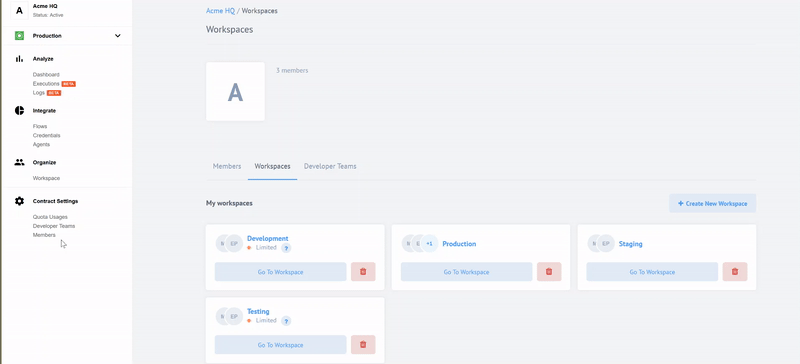 A
Acme HQ
Status: Active
Production
Analyze
Dashboard
Executions BETA
Logs BETA
Integrate
Flows
Credentials
Agents
Organize
Workspace
Contract Settings
Quota Usages
Developer Teams
Members
Acme HQ / Workspaces
Workspaces
A
3 members
Members Workspaces Developer Teams
My workspaces
+ Create New Workspace
EP Development
Limited ?
Go To Workspace
+1 Production
Go To Workspace
EP Staging
Go To Workspace
EP Testing
Limited ?
Go To Workspace